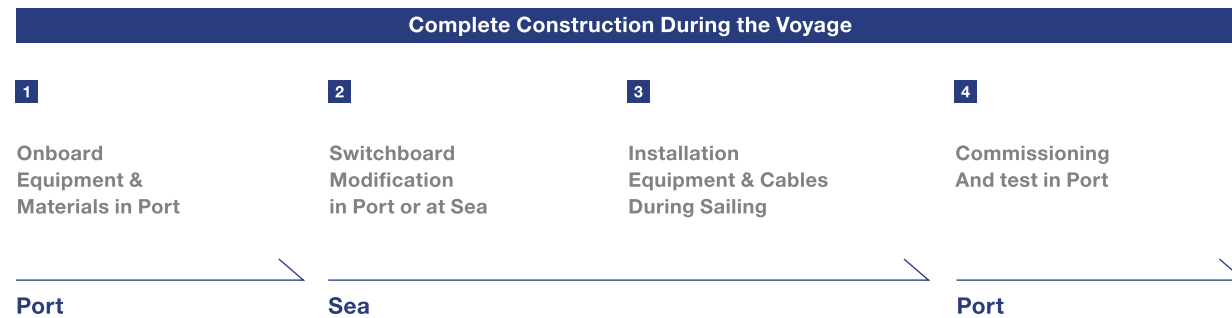 Complete Construction During the Voyage
1
Onboard
Equipment &
Materials in Port
2
Switchboard
Modification
in Port or at Sea
3
Installation
Equipment & Cables
During Sailing
4
Commissioning
And test in Port
Port
Sea
Port